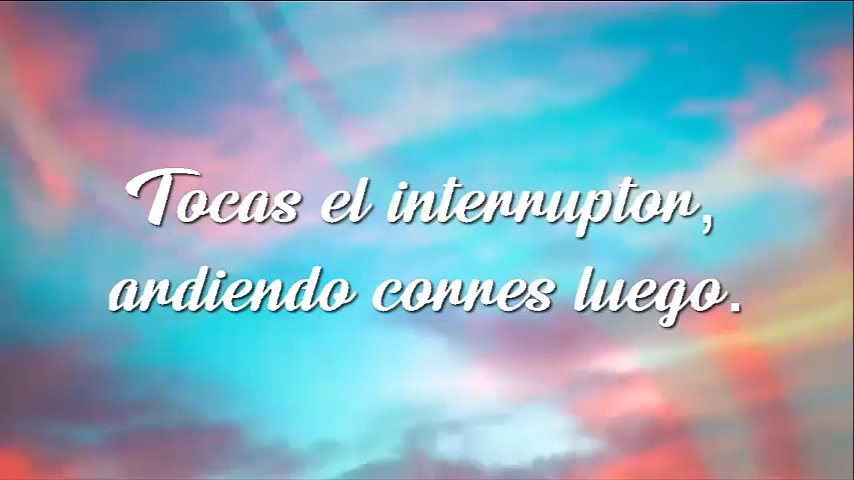 Tocas el interruptor,
ardiendo corres luego.